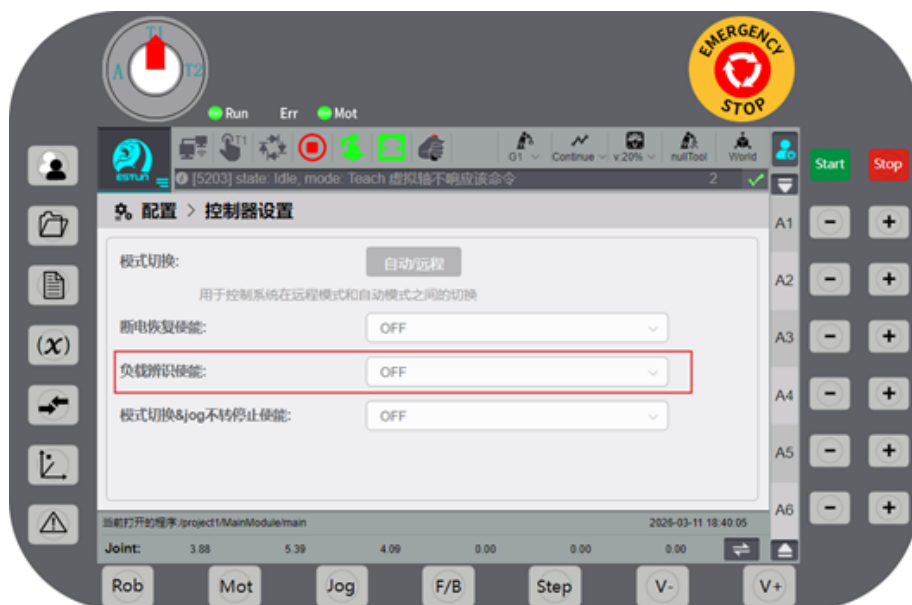 T1
A T2
EMERGENCY
STOP
Run Err Mot
T1
ESTUN
G1 Continue v.20% nullTool World
[5203] state: Idle, mode: Teach 虚拟轴不响应该命令 2
Start Stop
配置 > 控制器设置
A1 - +
模式切换: 自动/远程
A2 - +
用于控制系统在远程模式和自动模式之间的切换
断电恢复使能: OFF
(x) A3 - +
负载辨识使能: OFF
A4 - +
模式切换&jog不转停止使能: OFF
A5 - +
A6 - +
当前打开的程序:/project1/MainModule/main 2026-03-11 18:40:05
Joint: 3.88 5.39 4.09 0.00 0.00 0.00
Rob Mot Jog F/B Step V- V+